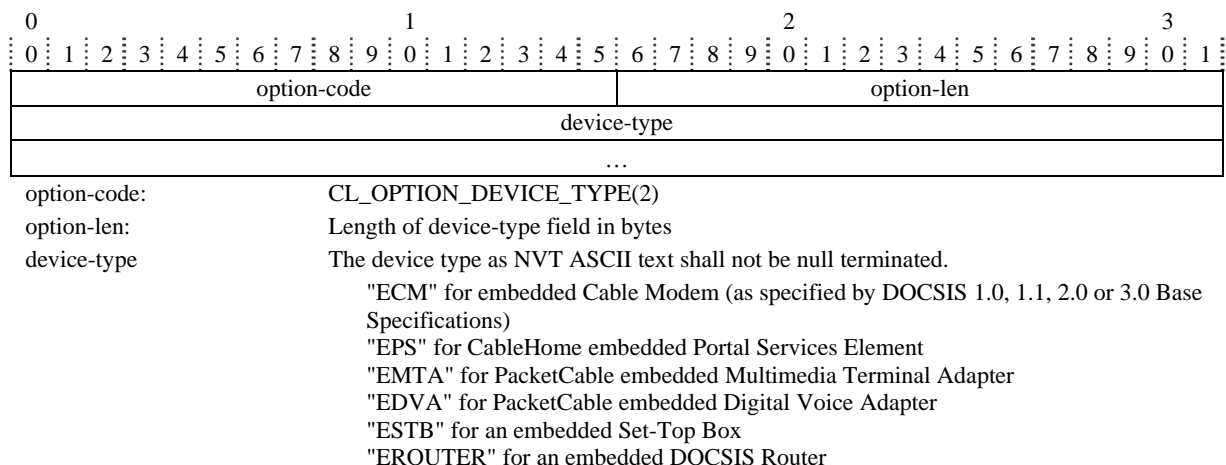 0 1 2 3
0 1 2 3 4 5 6 7 8 9 0 1 2 3 4 5 6 7 8 9 0 1 2 3 4 5 6 7 8 9 0 1
option-code option-len
device-type
…
option-code: CL_OPTION_DEVICE_TYPE(2)
option-len: Length of device-type field in bytes
device-type The device type as NVT ASCII text shall not be null terminated.
"ECM" for embedded Cable Modem (as specified by DOCSIS 1.0, 1.1, 2.0 or 3.0 Base
Specifications)
"EPS" for CableHome embedded Portal Services Element
"EMTA" for PacketCable embedded Multimedia Terminal Adapter
"EDVA" for PacketCable embedded Digital Voice Adapter
"ESTB" for an embedded Set-Top Box
"EROUTER" for an embedded DOCSIS Router